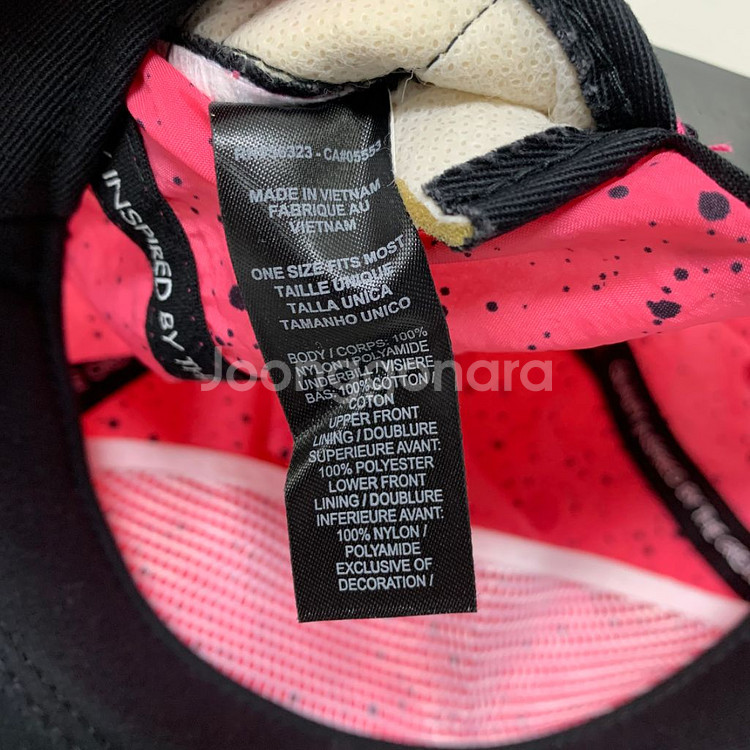 CA#05553
MADE IN VIETNAM
FABRIQUE AU
VIETNAM
ONE SIZE FITS MOST
TAILLE UNIQUE
TALLA UNICA
TAMANHO UNICO
BODY / CORPS: 100%
NYLON / POLYAMIDE
UNDERBILL / VISIERE
BAS: 100% COTTON /
COTON
UPPER FRONT
LINING / DOUBLURE
SUPERIEURE AVANT:
100% POLYESTER
LOWER FRONT
LINING / DOUBLURE
INFERIEURE AVANT:
100% NYLON /
POLYAMIDE
EXCLUSIVE OF
DECORATION /
INSPIRED BY